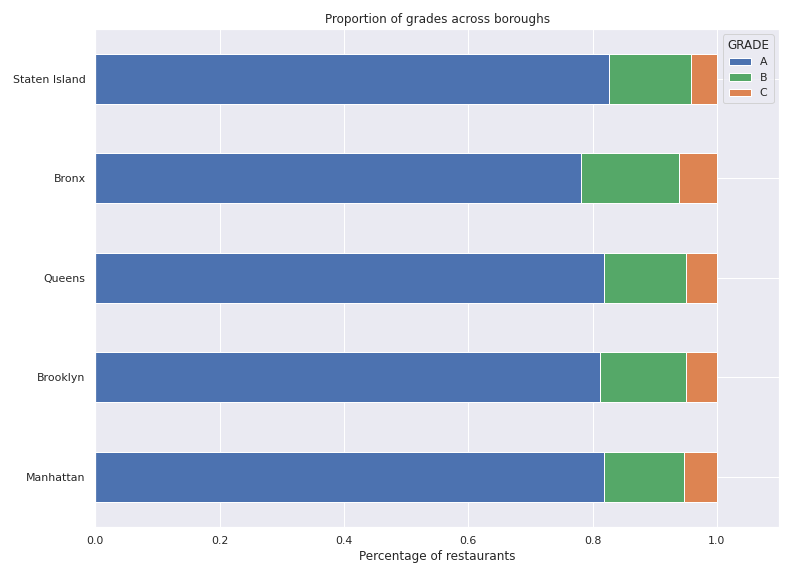 Proportion of grades across boroughs
GRADE
A
B
C
Staten Island
Bronx
Queens
Brooklyn
Manhattan
0.0 0.2 0.4 0.6 0.8 1.0
Percentage of restaurants